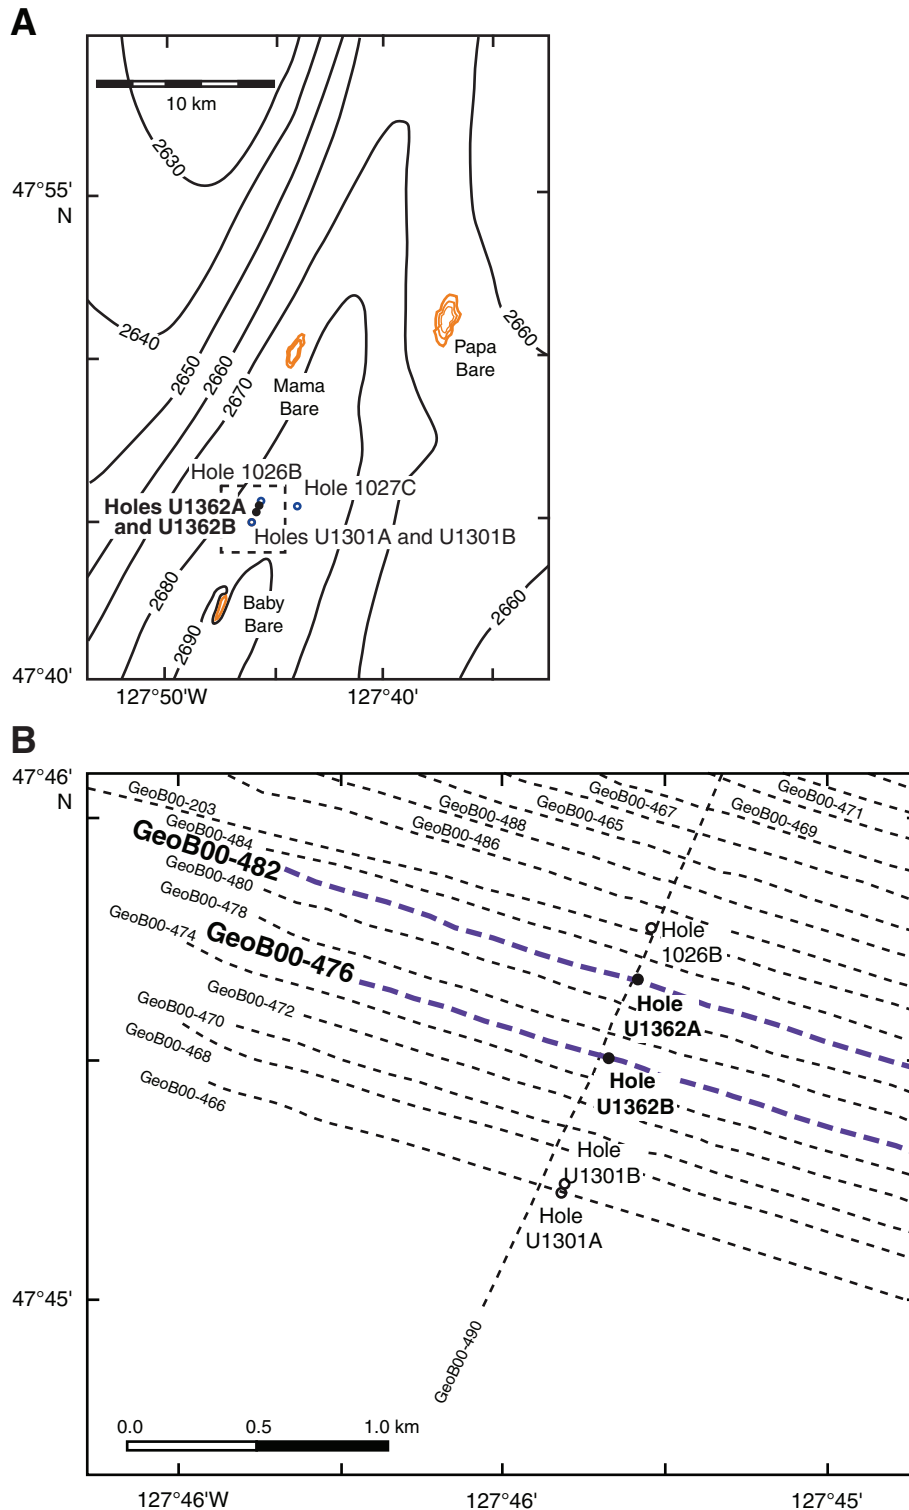 A
10 km
2630
47°55'
N
2640
2650
2660
2670
2660
Papa
Bare
Mama
Bare
Hole 1026B
Hole 1027C
Holes U1362A
and U1362B
Holes U1301A and U1301B
2680
2690
Baby
Bare
2660
47°40'
127°50'W
127°40'
B
47°46'
N
GeoB00-203
GeoB00-484
GeoB00-482
GeoB00-480
GeoB00-478
GeoB00-476
GeoB00-474
GeoB00-472
GeoB00-470
GeoB00-468
GeoB00-466
GeoB00-488
GeoB00-486
GeoB00-465
GeoB00-467
GeoB00-469
GeoB00-471
Hole
1026B
Hole
U1362A
Hole
U1362B
Hole
U1301B
Hole
U1301A
47°45'
GeoB00-490
0.0
0.5
1.0 km
127°46'W
127°46'
127°45'